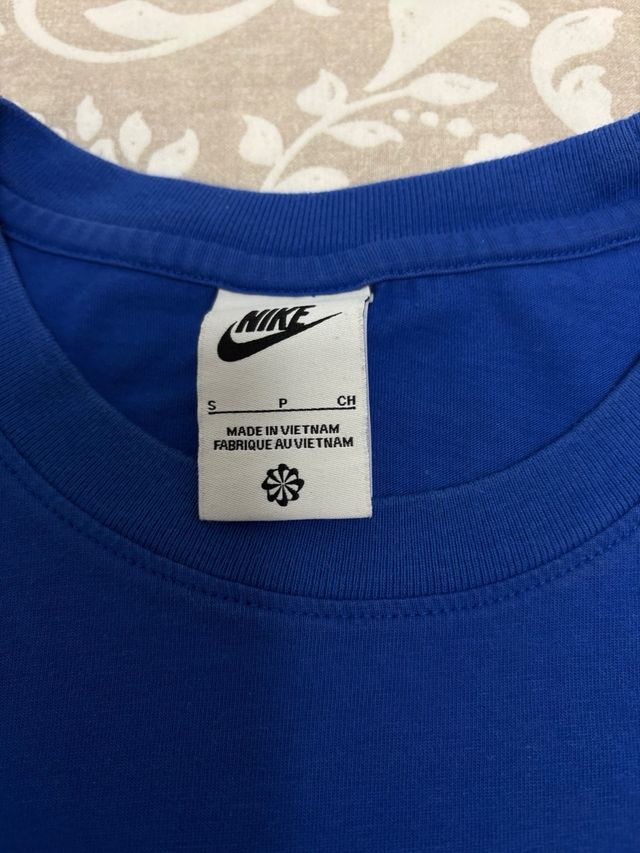 NIKE
S P CH
MADE IN VIETNAM
FABRIQUE AU VIETNAM